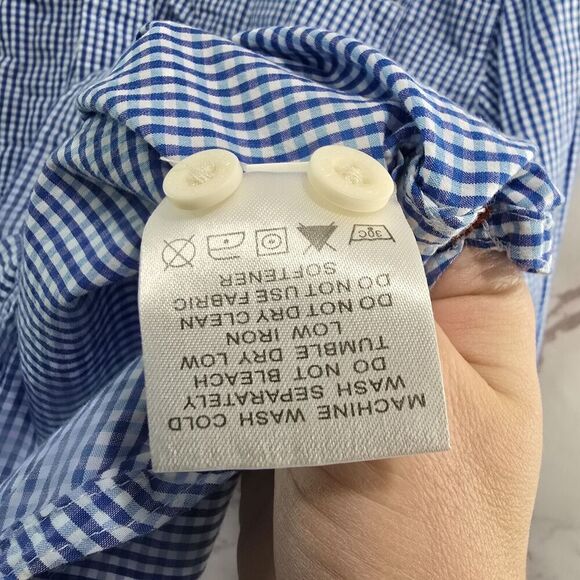 MACHINE WASH COLD
WASH SEPARATELY
DO NOT BLEACH
TUMBLE DRY LOW
LOW IRON
DO NOT DRY CLEAN
DO NOT USE FABRIC
SOFTENER